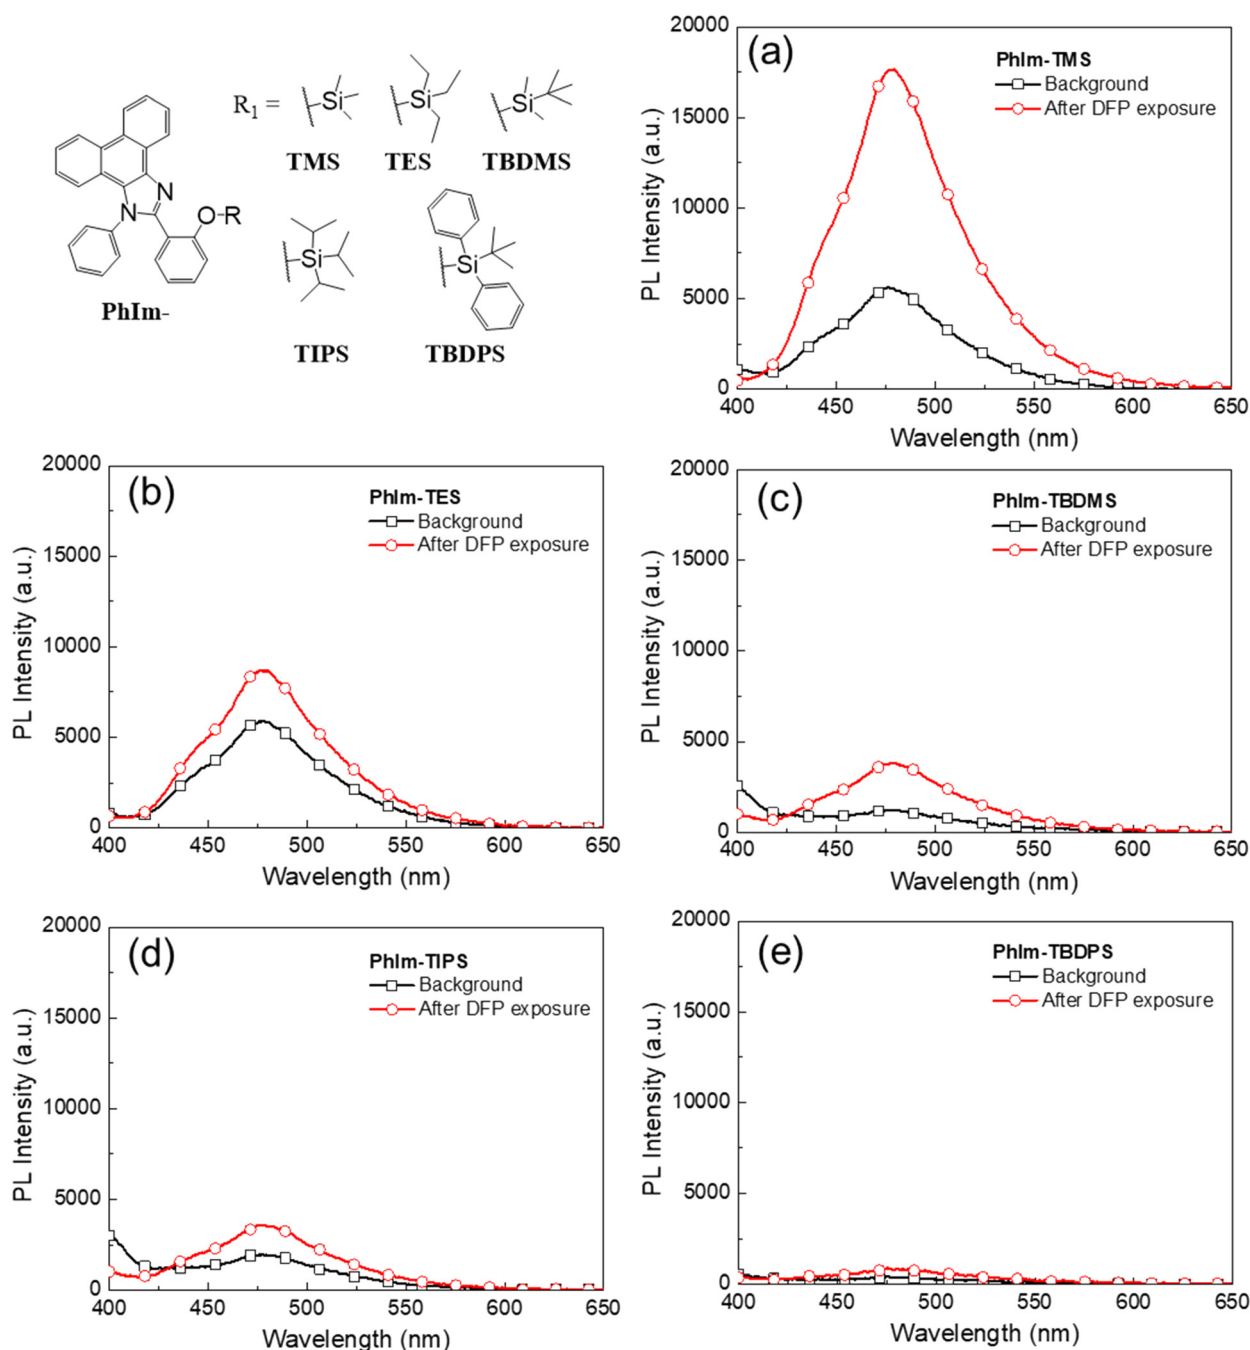 R1 =
Si
Si
Si
TMS
TES
TBDMS
N
N
O-R
Si
Si
PhIm-
TIPS
TBDPS
(a)
PhIm-TMS
Background
After DFP exposure
20000
15000
10000
5000
0
PL Intensity (a.u.)
400 450 500 550 600 650
Wavelength (nm)
(b)
PhIm-TES
Background
After DFP exposure
20000
15000
10000
5000
0
PL Intensity (a.u.)
400 450 500 550 600 650
Wavelength (nm)
(c)
PhIm-TBDMS
Background
After DFP exposure
20000
15000
10000
5000
0
PL Intensity (a.u.)
400 450 500 550 600 650
Wavelength (nm)
(d)
PhIm-TIPS
Background
After DFP exposure
20000
15000
10000
5000
0
PL Intensity (a.u.)
400 450 500 550 600 650
Wavelength (nm)
(e)
PhIm-TBDPS
Background
After DFP exposure
20000
15000
10000
5000
0
PL Intensity (a.u.)
400 450 500 550 600 650
Wavelength (nm)